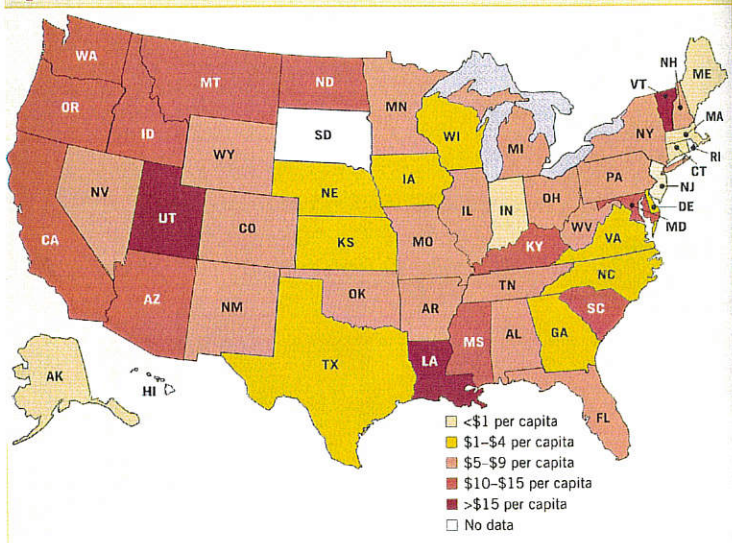 WA
MT
ND
MN
OR
ID
SD
WY
WI
MI
NY
VT
NH
ME
MA
RI
CT
NJ
DE
MD
PA
NV
UT
CO
NE
IA
IL
IN
OH
WV
VA
CA
KS
MO
KY
NC
TN
SC
AZ
NM
OK
AR
MS
AL
GA
TX
LA
FL
AK
HI
<$1 per capita
$1–$4 per capita
$5–$9 per capita
$10–$15 per capita
>$15 per capita
No data